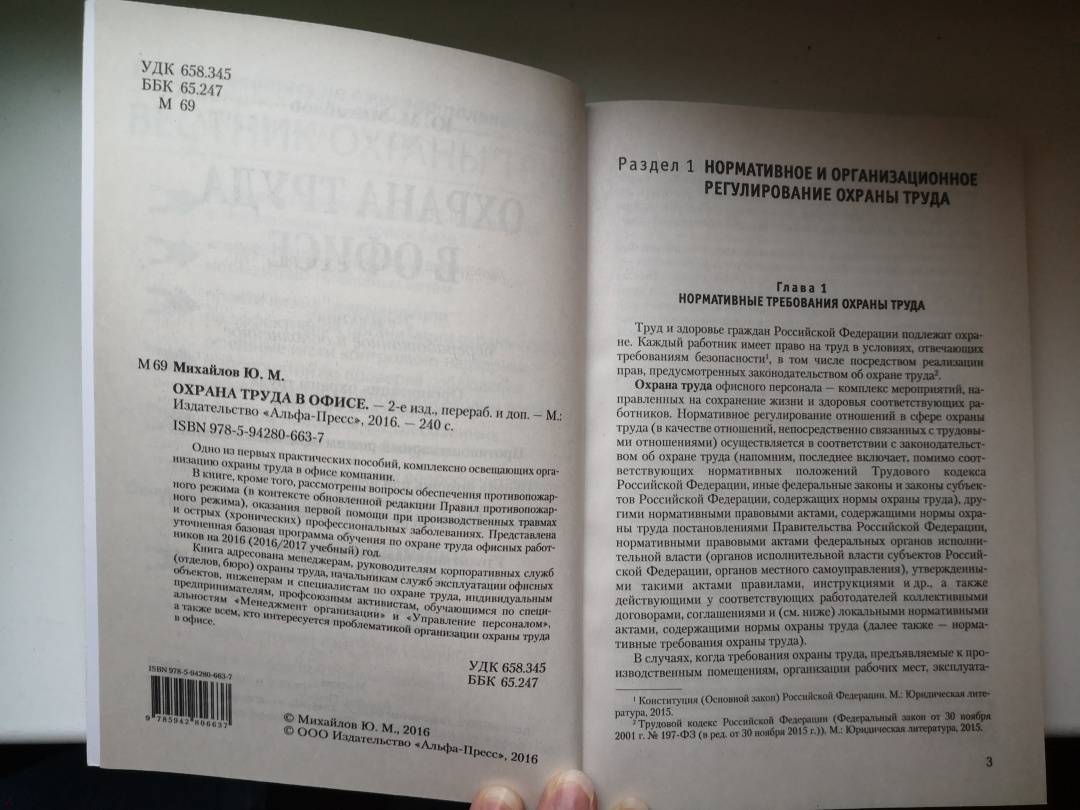 УДК 658.345
ББК 65.247
М 69
М 69 Михайлов Ю. М.
ОХРАНА ТРУДА В ОФИСЕ. — 2-е изд., перераб. и доп. — М.:
Издательство «Альфа-Пресс», 2016. — 240 с.
ISBN 978-5-94280-663-7
Одно из первых практических пособий, комплексно освещающих орга-
низацию охраны труда в офисе компании.
В книге, кроме того, рассмотрены вопросы обеспечения противопожар-
ного режима (в контексте обновленной редакции Правил противопожар-
ного режима), оказания первой помощи при производственных травмах
и острых (хронических) профессиональных заболеваниях. Представлена
уточненная базовая программа обучения по охране труда офисных работ-
ников на 2016 (2016/2017 учебный) год.
Книга адресована менеджерам, руководителям корпоративных служб
(отделов, бюро) охраны труда, начальникам служб эксплуатации офисных
объектов, инженерам и специалистам по охране труда, индивидуальным
предпринимателям, профсоюзным активистам, обучающимся по специ-
альностям «Менеджмент организации» и «Управление персоналом»,
а также всем, кто интересуется проблематикой организации охраны труда
в офисе.
УДК 658.345
ББК 65.247
ISBN 978-5-94280-663-7
9 785942 806637
© Михайлов Ю. М., 2016
© ООО Издательство «Альфа-Пресс», 2016
Раздел 1 НОРМАТИВНОЕ И ОРГАНИЗАЦИОННОЕ
РЕГУЛИРОВАНИЕ ОХРАНЫ ТРУДА
Глава 1
НОРМАТИВНЫЕ ТРЕБОВАНИЯ ОХРАНЫ ТРУДА
Труд и здоровье граждан Российской Федерации подлежат охра-
не. Каждый работник имеет право на труд в условиях, отвечающих
требованиям безопасности¹, в том числе посредством реализации
прав, предусмотренных законодательством об охране труда².
Охрана труда офисного персонала – комплекс мероприятий, на-
правленных на сохранение жизни и здоровья соответствующих ра-
ботников. Нормативное регулирование отношений в сфере охраны
труда (в качестве отношений, непосредственно связанных с трудовы-
ми отношениями) осуществляется в соответствии с законодательст-
вом об охране труда (напомним, последнее включает, помимо соот-
ветствующих нормативных положений Трудового кодекса
Российской Федерации, иные федеральные законы и законы субъек-
тов Российской Федерации, содержащих нормы охраны труда), дру-
гими нормативными правовыми актами, содержащими нормы охра-
ны труда постановлениями Правительства Российской Федерации,
нормативными правовыми актами федеральных органов исполни-
тельной власти (органов исполнительной власти субъектов Россий-
ской Федерации, органов местного самоуправления), утвержденны-
ми такими актами правилами, инструкциями и др., а также
действующими у соответствующих работодателей коллективными
договорами, соглашениями и (см. ниже) локальными нормативными
актами, содержащими нормы охраны труда (далее также — норма-
тивные требования охраны труда).
В случаях, когда требования охраны труда, предъявляемые к про-
изводственным помещениям, организации рабочих мест, эксплуата-
¹ Конституция (Основной закон) Российской Федерации. М.: Юридическая лите-
ратура, 2015.
² Трудовой кодекс Российской Федерации (Федеральный закон от 30 ноября
2001 г. № 197-ФЗ (в ред. от 30 ноября 2015 г.)). М.: Юридическая литература, 2015.
3